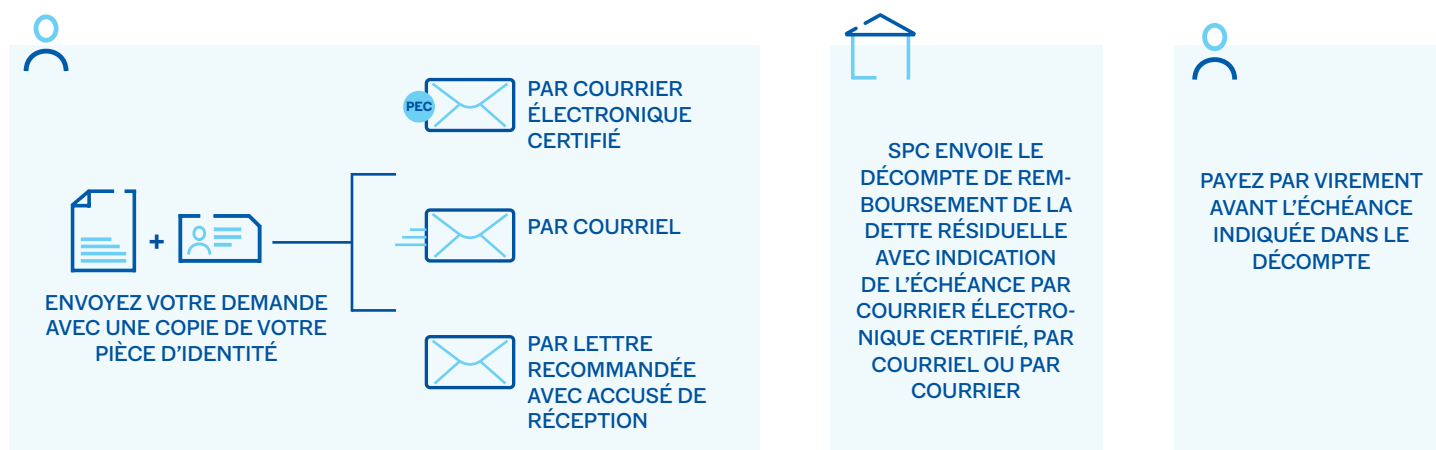 ENVOYEZ VOTRE DEMANDE
AVEC UNE COPIE DE VOTRE
PIÈCE D'IDENTITÉ
+
PEC
PAR COURRIER
ÉLECTRONIQUE
CERTIFIÉ
PAR COURRIEL
PAR LETTRE
RECOMMANDÉE
AVEC ACCUSÉ DE
RÉCEPTION
SPC ENVOIE LE
DÉCOMPTE DE REM-
BOURSEMENT DE LA
DETTE RÉSIDUELLE
AVEC INDICATION
DE L'ÉCHÉANCE PAR
COURRIER ÉLECTRO-
NIQUE CERTIFIÉ, PAR
COURRIEL OU PAR
COURRIER
PAYEZ PAR VIREMENT
AVANT L'ÉCHÉANCE
INDIQUÉE DANS LE
DÉCOMPTE